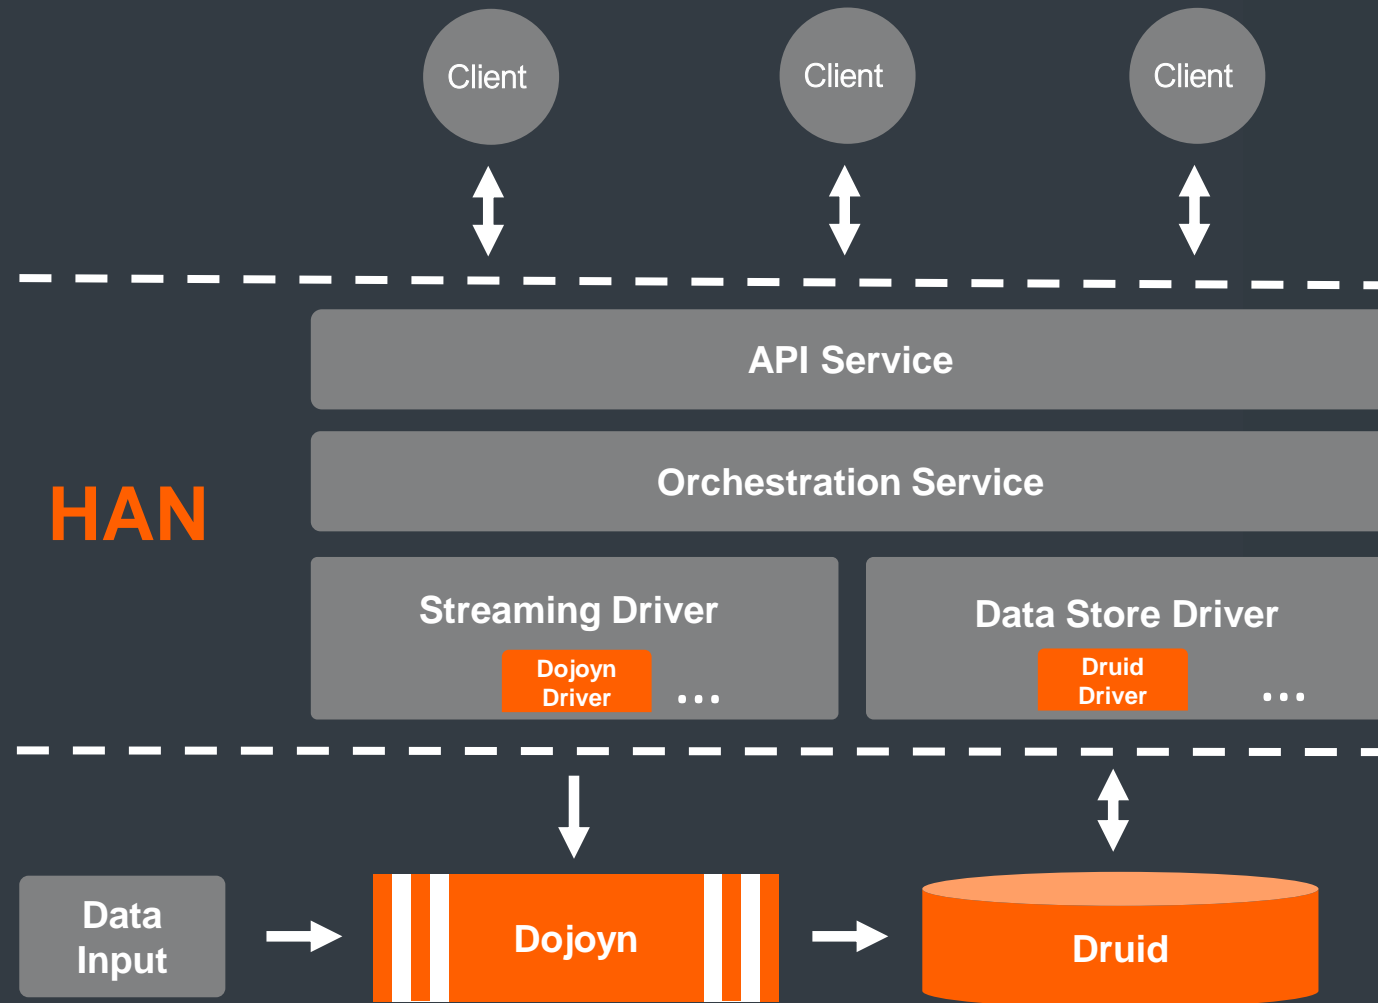 Client
Client
Client
API Service
Orchestration Service
HAN
Streaming Driver
Dojoyn
Driver
...
Data Store Driver
Druid
Driver
...
Data
Input
Dojoyn
Druid